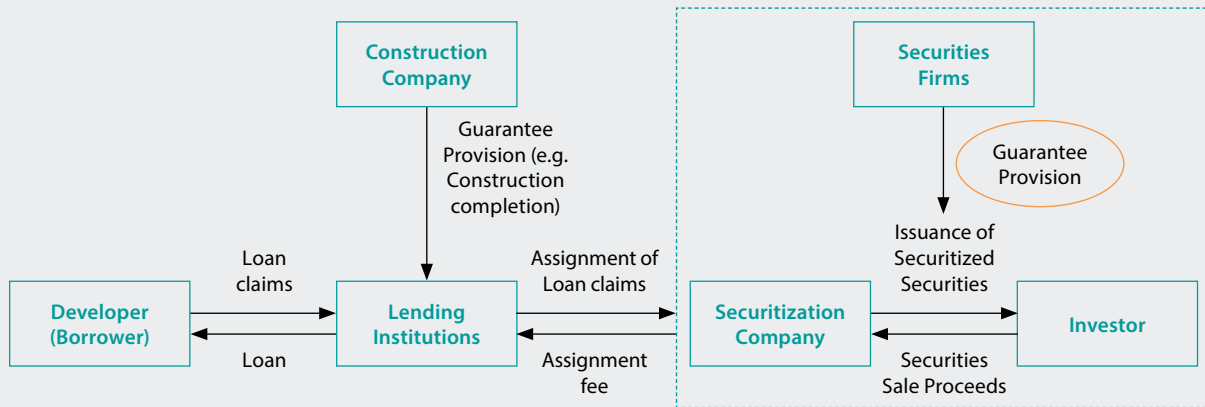 Construction
Company
Securities
Firms
Guarantee
Provision (e.g.
Construction
completion)
Guarantee
Provision
Loan
claims
Assignment of
Loan claims
Issuance of
Securitized
Securities
Developer
(Borrower)
Lending
Institutions
Securitization
Company
Investor
Loan
Assignment
fee
Securities
Sale Proceeds